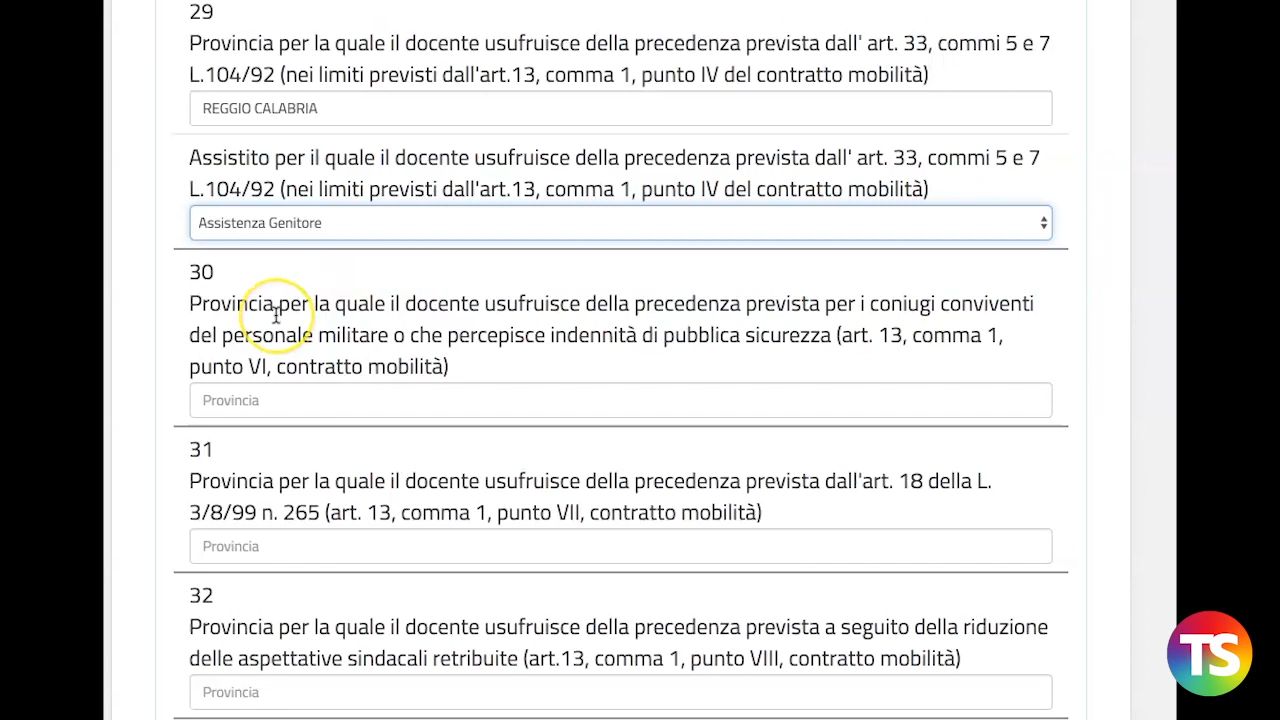 29
Provincia per la quale il docente usufruisce della precedenza prevista dall' art. 33, commi 5 e 7
L.104/92 (nei limiti previsti dall'art.13, comma 1, punto IV del contratto mobilità)
REGGIO CALABRIA
Assistito per il quale il docente usufruisce della precedenza prevista dall' art. 33, commi 5 e 7
L.104/92 (nei limiti previsti dall'art.13, comma 1, punto IV del contratto mobilità)
Assistenza Genitore
30
Provincia per la quale il docente usufruisce della precedenza prevista per i coniugi conviventi
del personale militare o che percepisce indennità di pubblica sicurezza (art. 13, comma 1,
punto VI, contratto mobilità)
Provincia
31
Provincia per la quale il docente usufruisce della precedenza prevista dall'art. 18 della L.
3/8/99 n. 265 (art. 13, comma 1, punto VII, contratto mobilità)
Provincia
32
Provincia per la quale il docente usufruisce della precedenza prevista a seguito della riduzione
delle aspettative sindacali retribuite (art.13, comma 1, punto VIII, contratto mobilità)
Provincia
TS